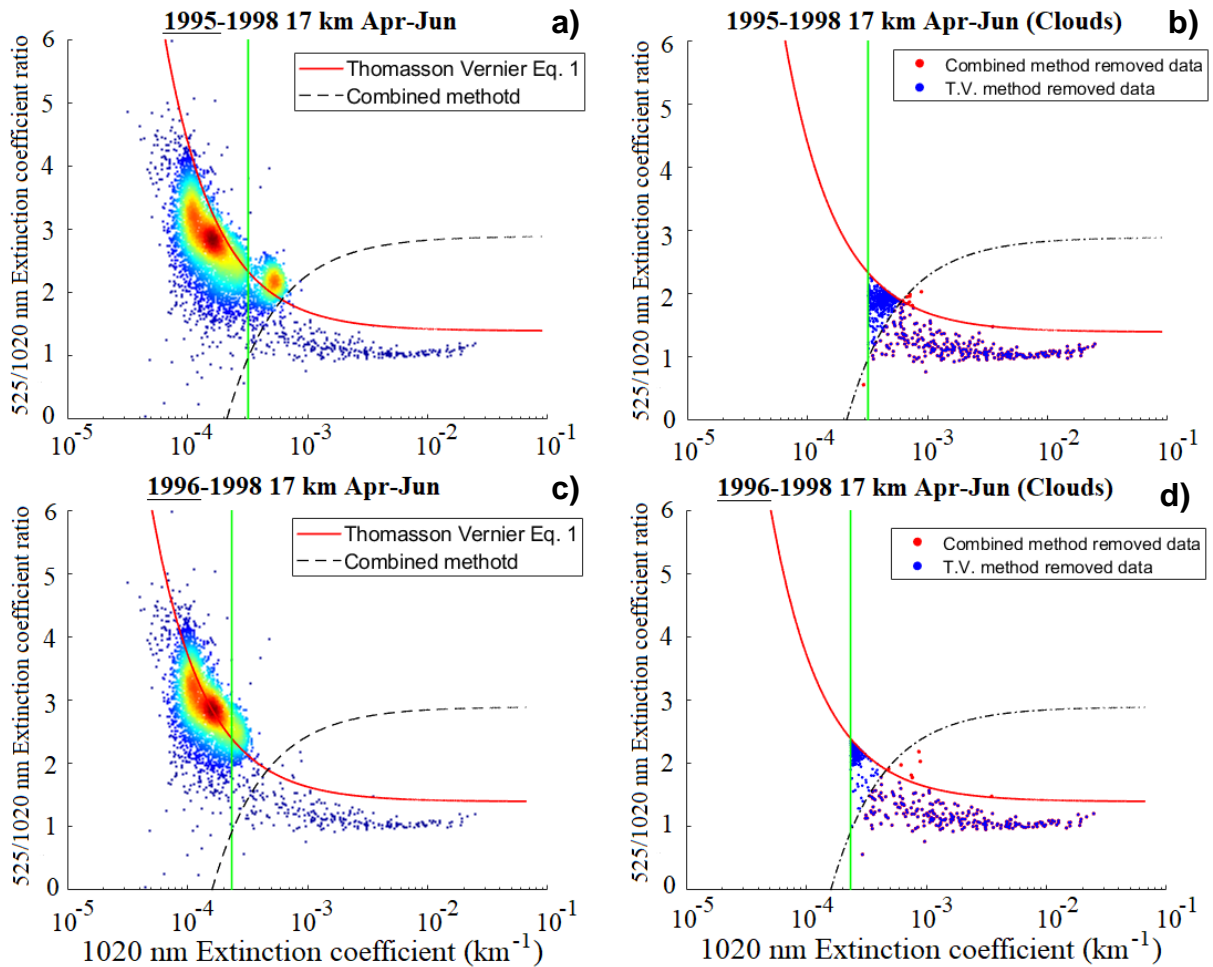 1995-1998 17 km Apr-Jun
a)
6
5
4
3
2
1
0
525/1020 nm Extinction coefficient ratio
Thomasson Vernier Eq. 1
Combined methotd
10-5
10-4
10-3
10-2
10-1
1995-1998 17 km Apr-Jun (Clouds)
b)
6
5
4
3
2
1
0
525/1020 nm Extinction coefficient ratio
Combined method removed data
T.V. method removed data
10-5
10-4
10-3
10-2
10-1
1996-1998 17 km Apr-Jun
c)
6
5
4
3
2
1
0
525/1020 nm Extinction coefficient ratio
Thomasson Vernier Eq. 1
Combined methotd
10-5
10-4
10-3
10-2
10-1
1020 nm Extinction coefficient (km-1)
1996-1998 17 km Apr-Jun (Clouds)
d)
6
5
4
3
2
1
0
525/1020 nm Extinction coefficient ratio
Combined method removed data
T.V. method removed data
10-5
10-4
10-3
10-2
10-1
1020 nm Extinction coefficient (km-1)